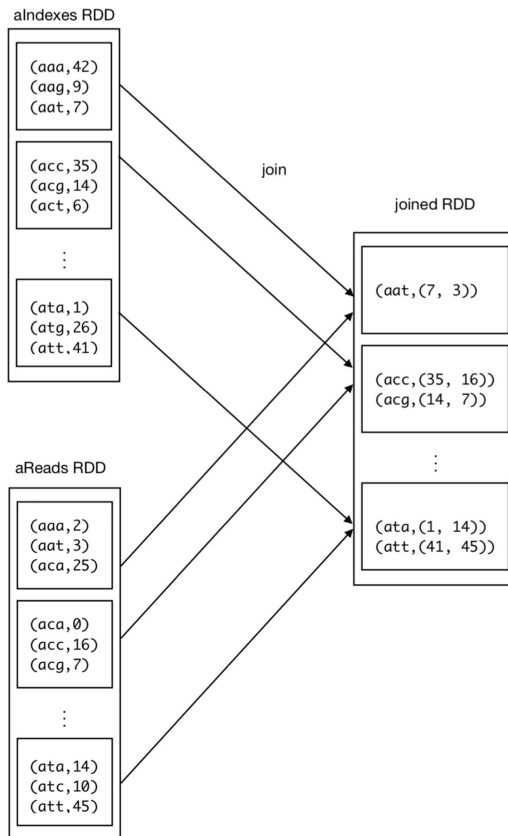 aIndexes RDD
(aaa,42)
(aag,9)
(aat,7)
(acc,35)
(acg,14)
(act,6)
⋮
(ata,1)
(atg,26)
(att,41)
join
joined RDD
(aat,(7, 3))
(acc,(35, 16))
(acg,(14, 7))
⋮
(ata,(1, 14))
(att,(41, 45))
aReads RDD
(aaa,2)
(aat,3)
(aca,25)
(aca,0)
(acc,16)
(acg,7)
⋮
(ata,14)
(atc,10)
(att,45)